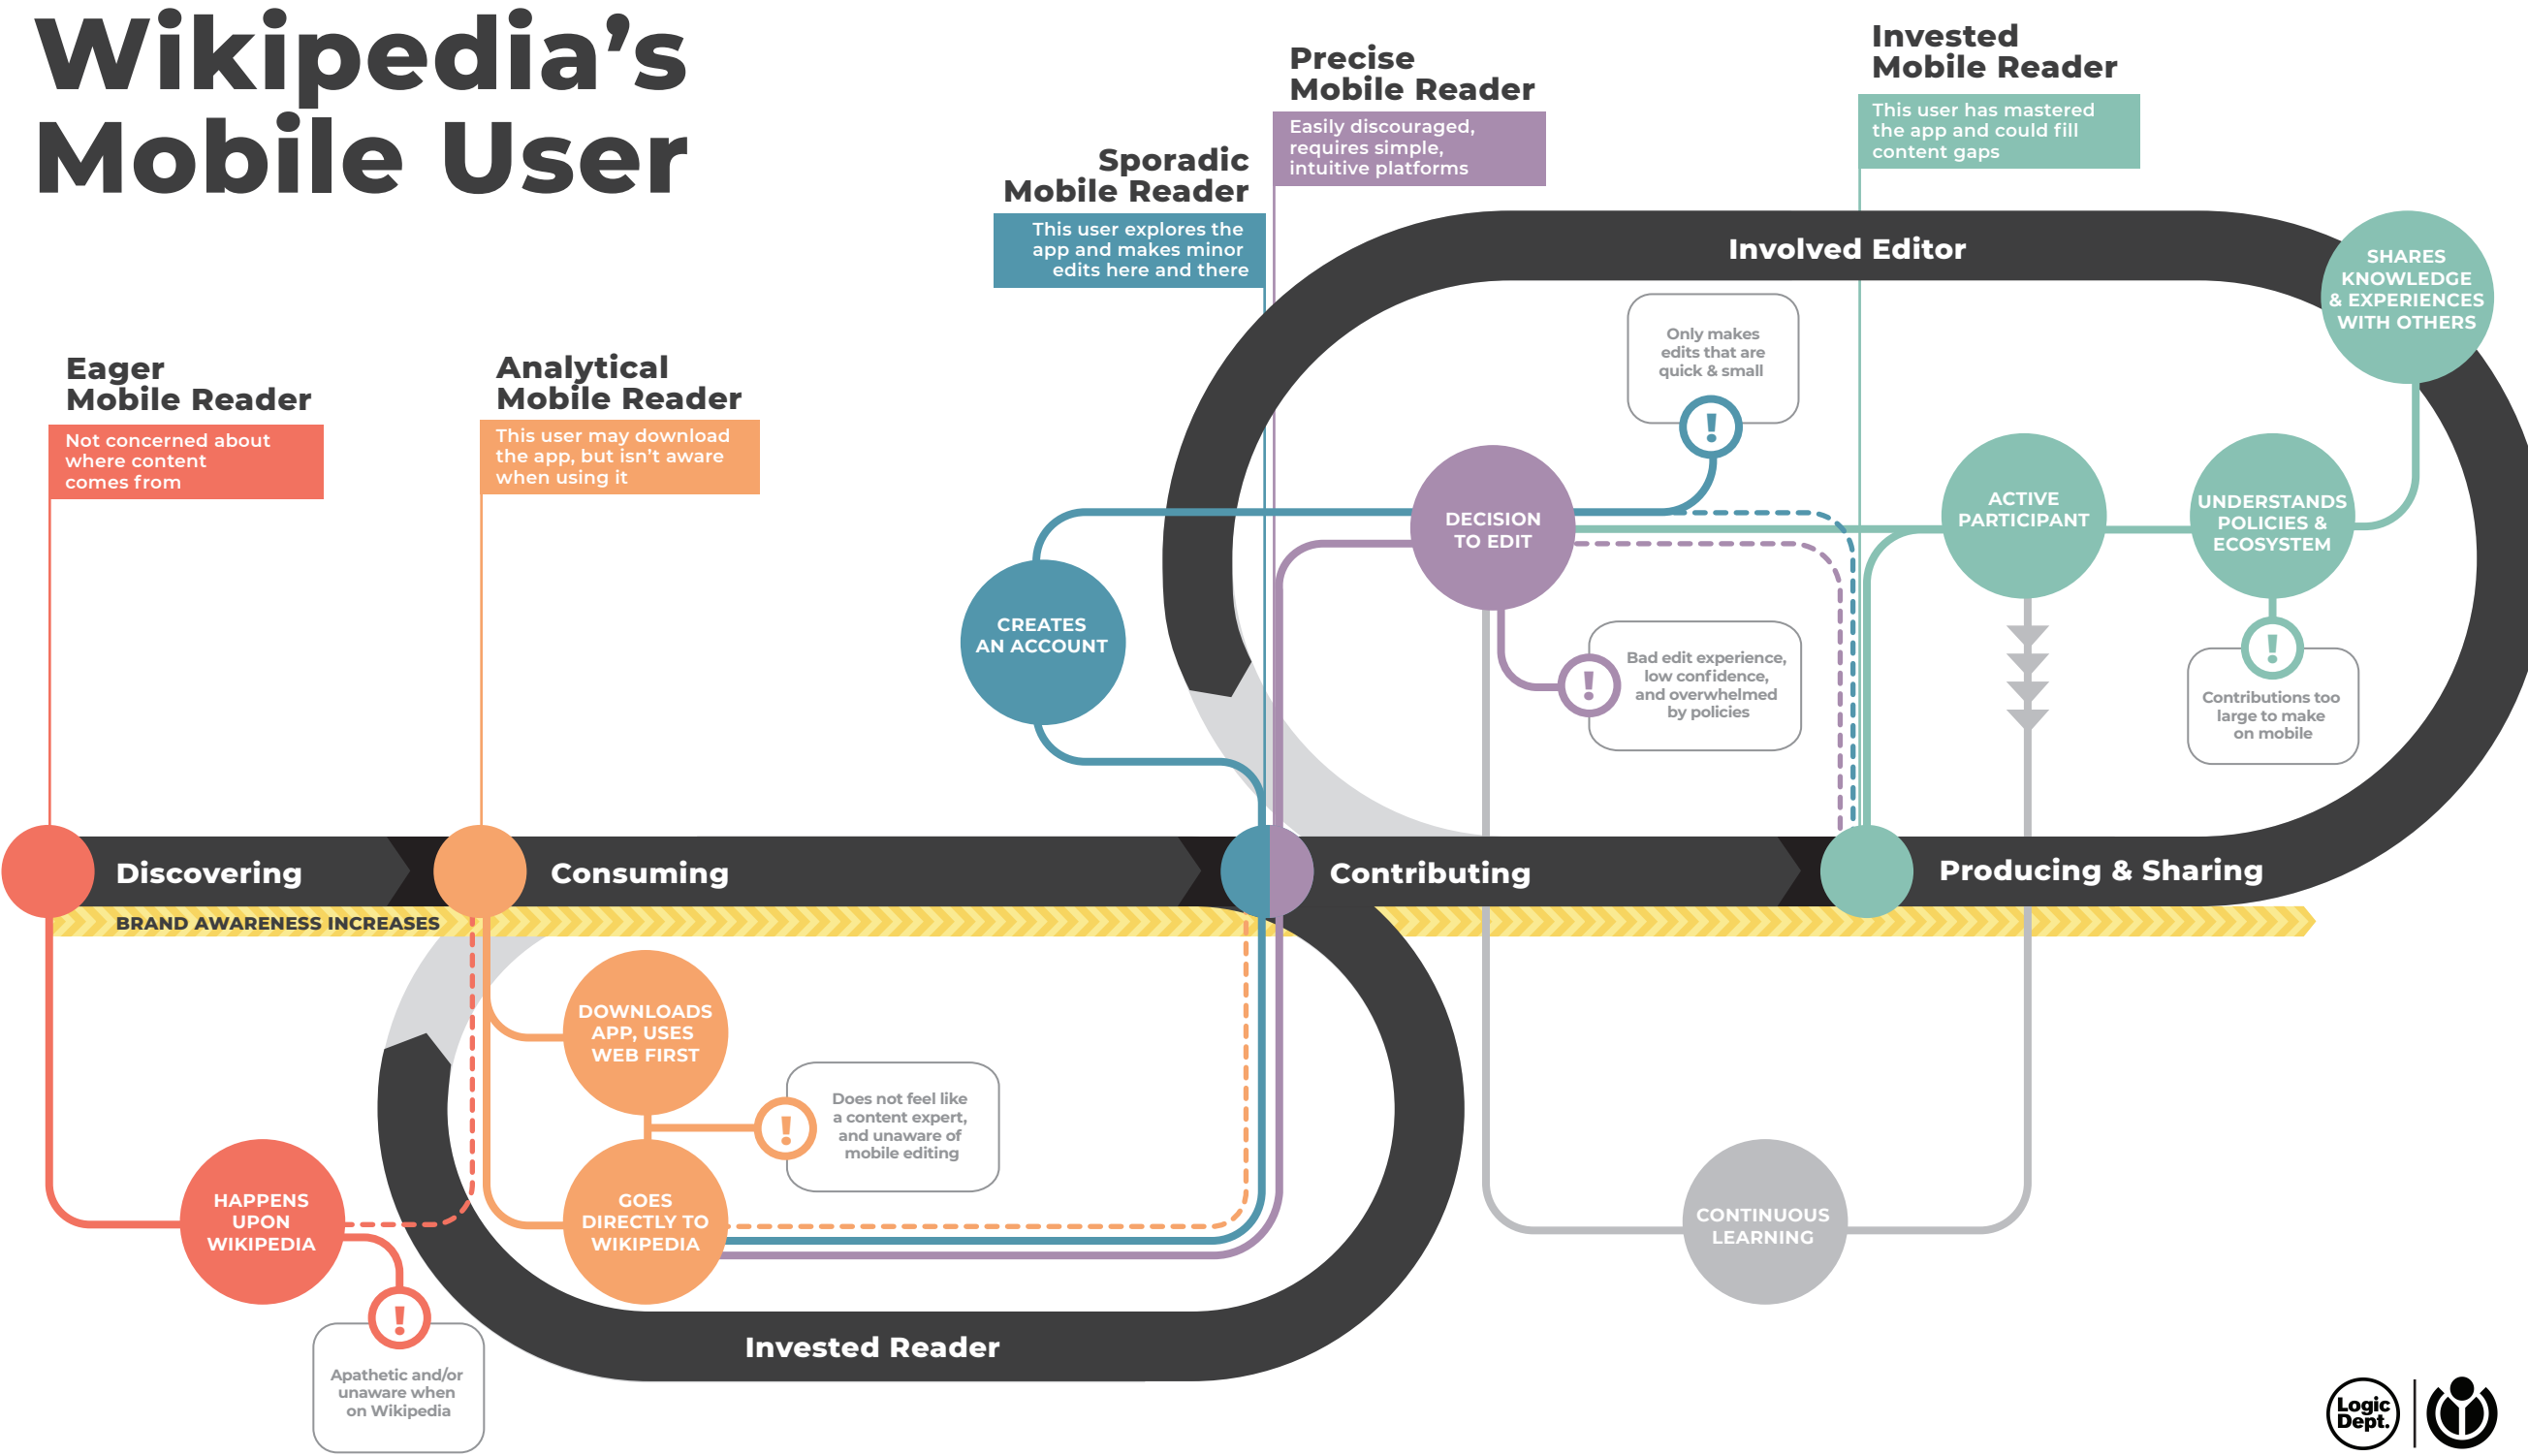 Wikipedia’s
Mobile User
Eager
Mobile Reader
Not concerned about
where content
comes from
Analytical
Mobile Reader
This user may download
the app, but isn’t aware
when using it
Sporadic
Mobile Reader
This user explores the
app and makes minor
edits here and there
Precise
Mobile Reader
Easily discouraged,
requires simple,
intuitive platforms
Invested
Mobile Reader
This user has mastered
the app and could fill
content gaps
Involved Editor
SHARES
KNOWLEDGE
& EXPERIENCES
WITH OTHERS
Only makes
edits that are
quick & small
!
DECISION
TO EDIT
ACTIVE
PARTICIPANT
UNDERSTANDS
POLICIES &
ECOSYSTEM
CREATES
AN ACCOUNT
!
Bad edit experience,
low confidence,
and overwhelmed
by policies
!
Contributions too
large to make
on mobile
Discovering
Consuming
Contributing
Producing & Sharing
BRAND AWARENESS INCREASES
DOWNLOADS
APP, USES
WEB FIRST
!
Does not feel like
a content expert,
and unaware of
mobile editing
HAPPENS
UPON
WIKIPEDIA
GOES
DIRECTLY TO
WIKIPEDIA
CONTINUOUS
LEARNING
!
Apathetic and/or
unaware when
on Wikipedia
Invested Reader
Logic
Dept.